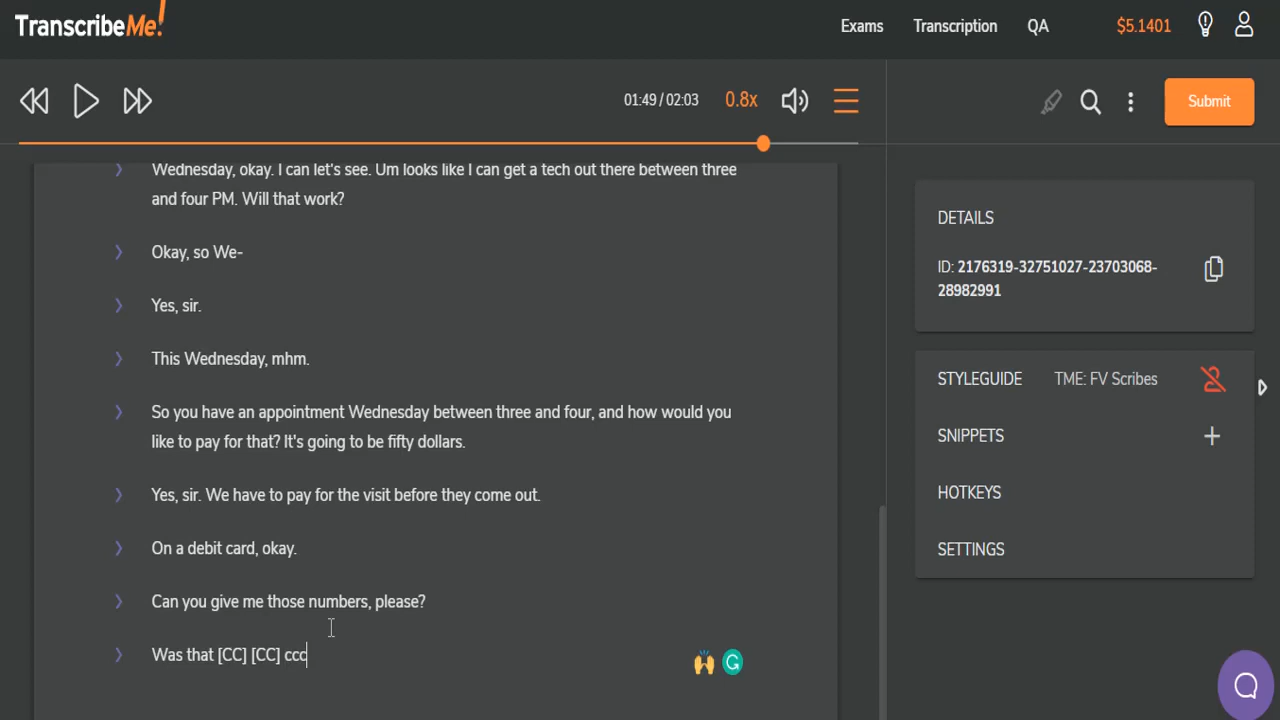 TranscribeMe!
Exams Transcription QA $5.1401
01:49 / 02:03 0.8x
Submit
Wednesday, okay. I can let's see. Um looks like I can get a tech out there between three
and four PM. Will that work?
Okay, so We-
Yes, sir.
This Wednesday, mhm.
So you have an appointment Wednesday between three and four, and how would you
like to pay for that? It's going to be fifty dollars.
Yes, sir. We have to pay for the visit before they come out.
On a debit card, okay.
Can you give me those numbers, please?
Was that [CC] [CC] ccc
DETAILS
ID: 2176319-32751027-23703068-
28982991
STYLEGUIDE TME: FV Scribes
SNIPPETS
HOTKEYS
SETTINGS